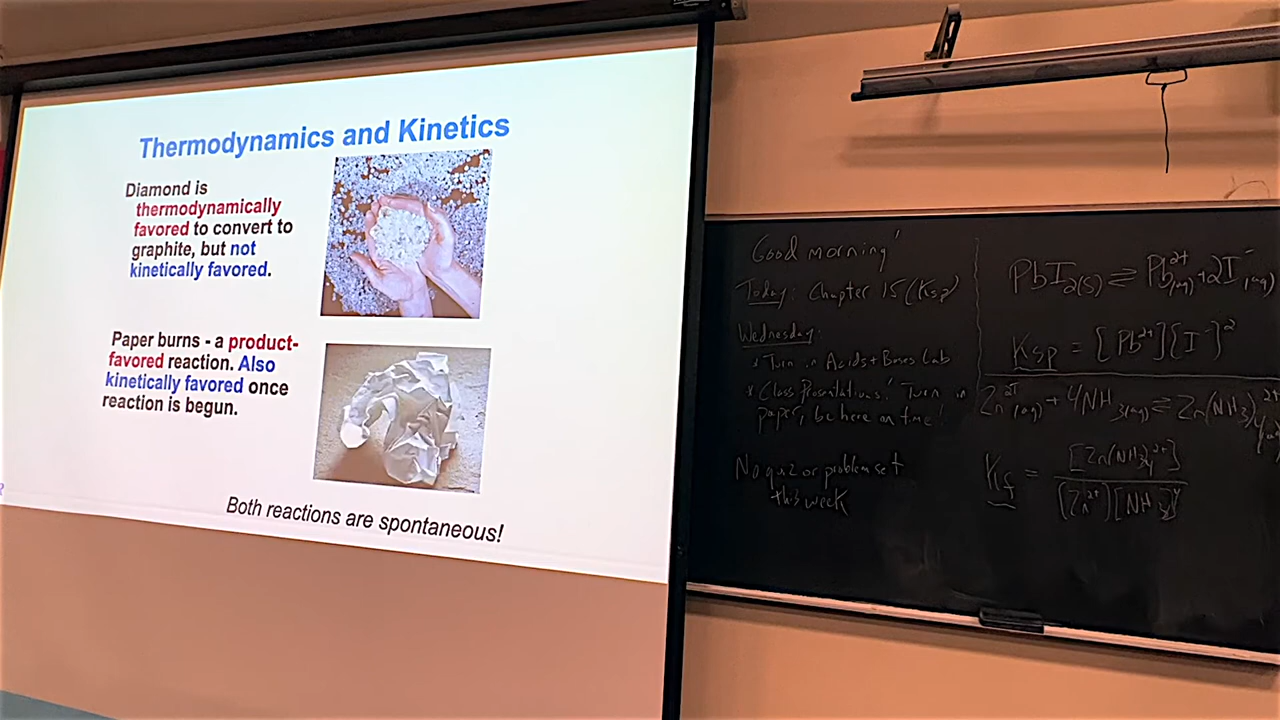 Thermodynamics and Kinetics
Diamond is
thermodynamically
favored to convert to
graphite, but not
kinetically favored.
Paper burns - a product-
favored reaction. Also
kinetically favored once
reaction is begun.
Both reactions are spontaneous!
Good morning!
Today: Chapter 15 (Ksp)
Wednesday:
* Turn in Acids + Bases Lab
* Class Presentations! Turn in
paper, be here on time!
No quiz or problem set
this week
PbI₂(s) ⇌ Pb²⁺(aq) + 2I⁻(aq)
Ksp = [Pb²⁺][I⁻]²
Zn²⁺(aq) + 4NH₃(aq) ⇌ Zn(NH₃)₄²⁺(aq)
Kf = [Zn(NH₃)₄²⁺]
[Zn²⁺][NH₃]⁴